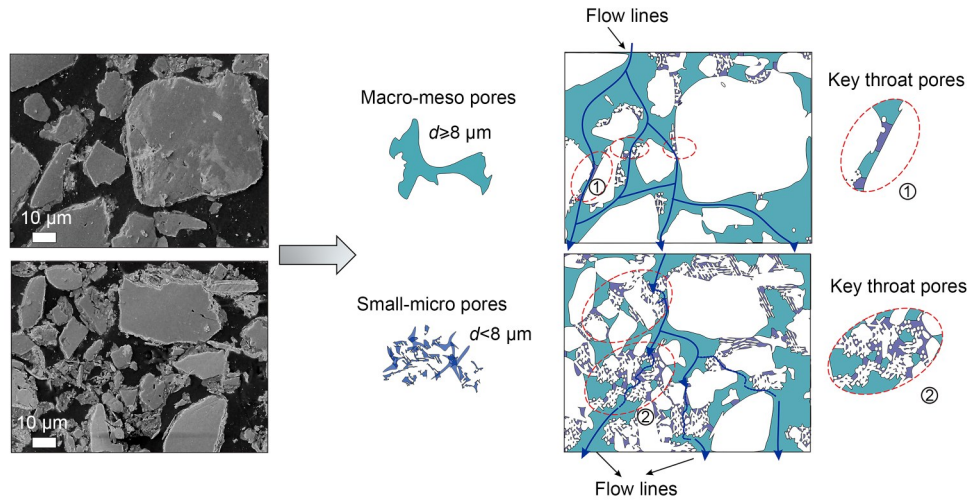 Flow lines
Macro-meso pores
d≥8 μm
Key throat pores
①
①
10 μm
Small-micro pores
d<8 μm
Key throat pores
②
②
10 μm
Flow lines